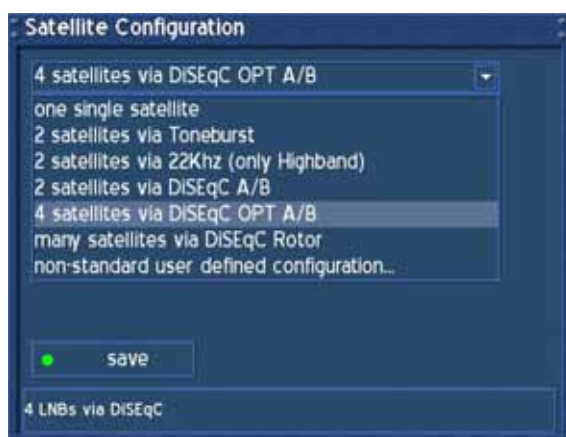 Satellite Configuration
4 satellites via DiSEqC OPT A/B
one single satellite
2 satellites via Toneburst
2 satellites via 22Khz (only Highband)
2 satellites via DiSEqC A/B
4 satellites via DiSEqC OPT A/B
many satellites via DiSEqC Rotor
non-standard user defined configuration...
save
4 LNBs via DiSEqC